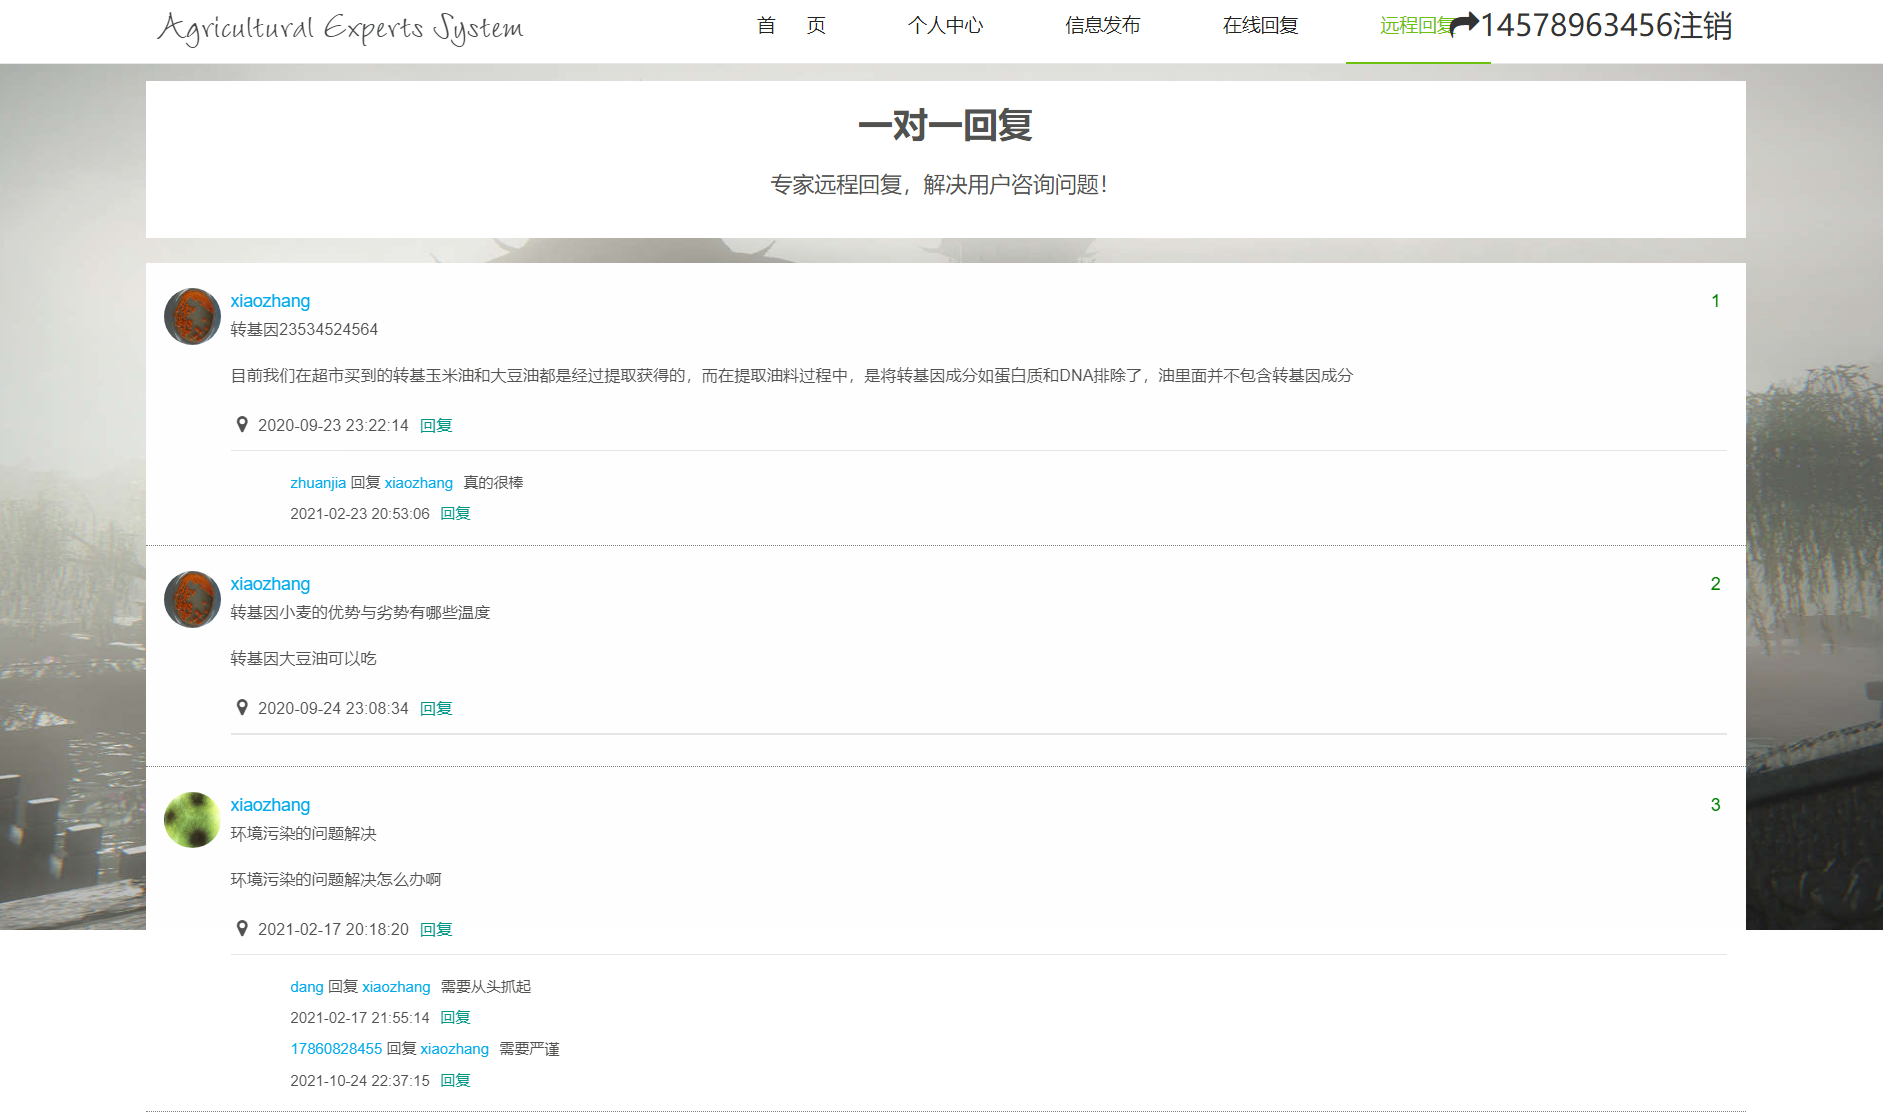 Agricultural Experts System
首 页
个人中心
信息发布
在线回复
远程回复
14578963456注销
一对一回复
专家远程回复，解决用户咨询问题！
xiaozhang
1
转基因23534524564
目前我们在超市买到的转基玉米油和大豆油都是经过提取获得的，而在提取油料过程中，是将转基因成分如蛋白质和DNA排除了，油里面并不包含转基因成分
2020-09-23 23:22:14 回复
zhuanjia 回复 xiaozhang 真的很棒
2021-02-23 20:53:06 回复
xiaozhang
2
转基因小麦的优势与劣势有哪些温度
转基因大豆油可以吃
2020-09-24 23:08:34 回复
xiaozhang
3
环境污染的问题解决
环境污染的问题解决怎么办啊
2021-02-17 20:18:20 回复
dang 回复 xiaozhang 需要从头抓起
2021-02-17 21:55:14 回复
17860828455 回复 xiaozhang 需要严谨
2021-10-24 22:37:15 回复